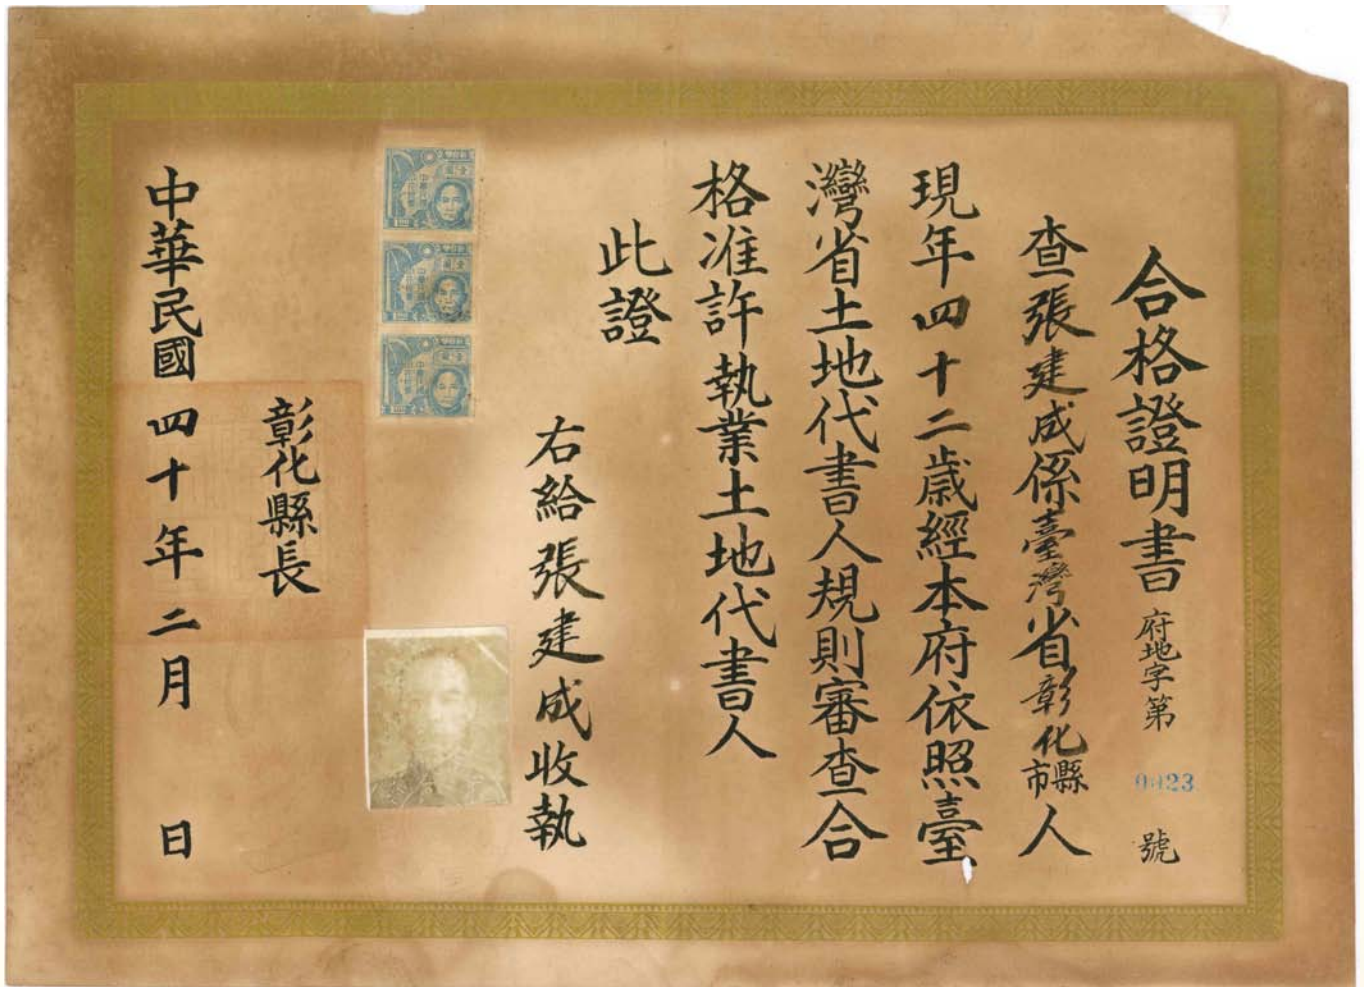 合格證明書 府地字第 0023 號
查張建成係臺灣省彰化縣市人
現年四十二歲經本府依照臺
灣省土地代書人規則審查合
格准許執業土地代書人
此證
右給張建成收執
彰化縣長
中華民國四十年二月 日